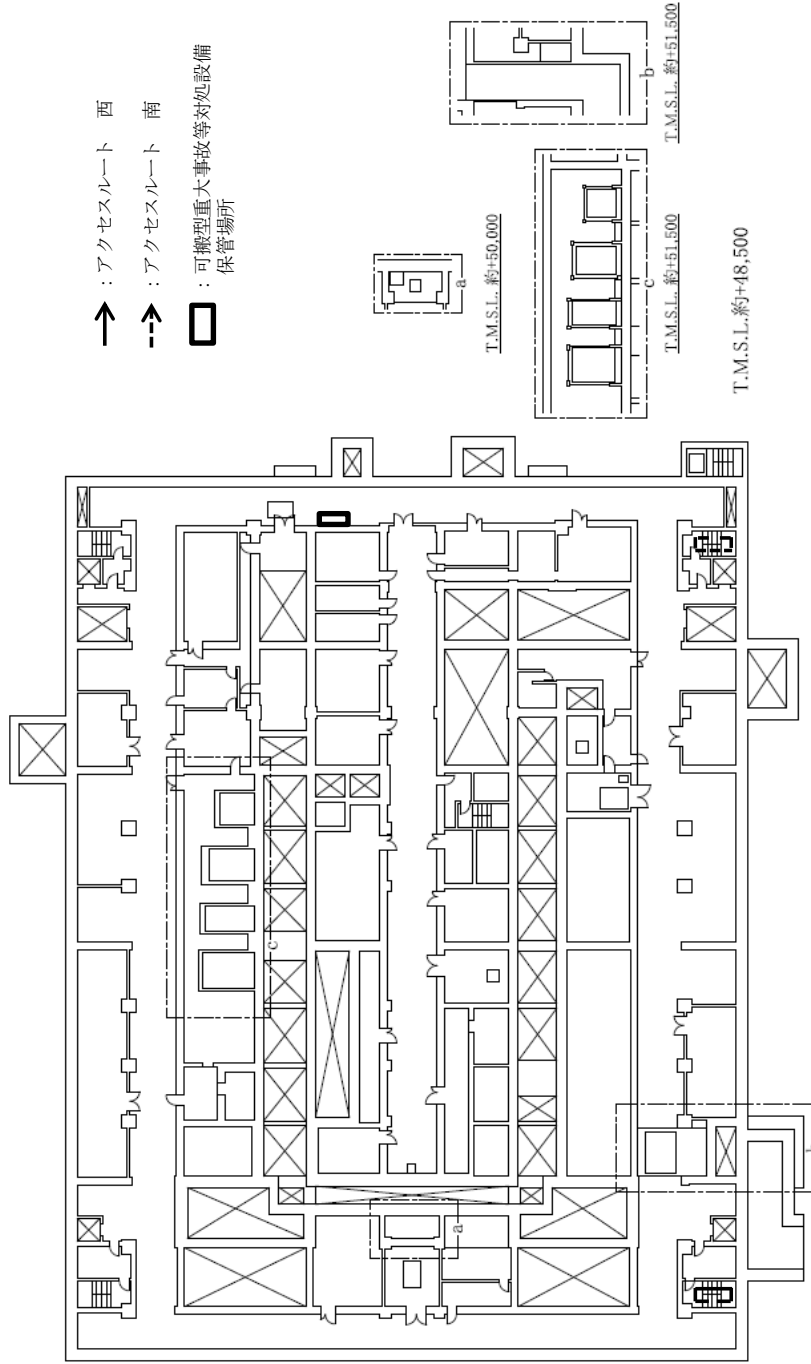 ：アクセスルート　西
：アクセスルート　南
：可搬型重大事故等対処設備
保管場所
a
T.M.S.L. 約+50,000
b
T.M.S.L. 約+51,500
c
T.M.S.L. 約+51,500
T.M.S.L.約+48,500
c
a
b